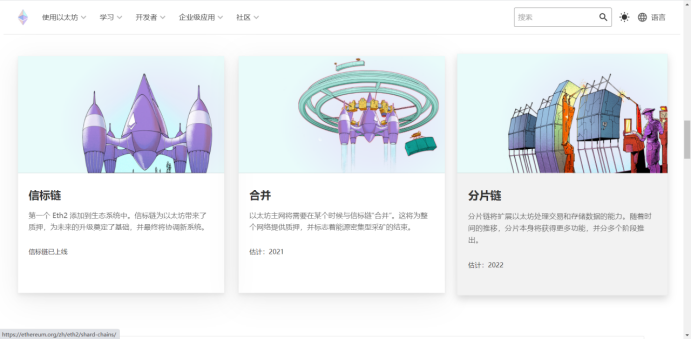 使用以太坊 学习 开发者 企业级应用 社区 搜索 语言
信标链
第一个 Eth2 添加到生态系统中。信标链为以太坊带来了
质押，为未来的升级奠定了基础，并最终将协调新系统。
信标链已上线
合并
以太坊主网将需要在某个时候与信标链"合并"。这将为整
个网络提供质押，并标志着能源密集型采矿"的结束。
估计：2021
分片链
分片链将扩展以太坊处理交易和存储数据的能力。随着时
间的推移，分片本身将获得更多功能，并分多个阶段推
出。
估计：2022
https://ethereum.org/zh/eth2/shard-chains/